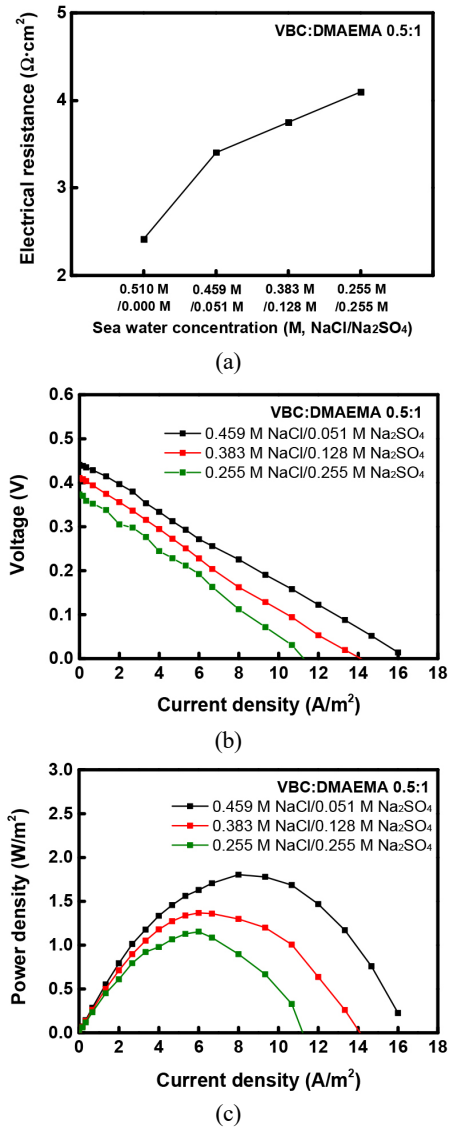 VBC:DMAEMA 0.5:1
Electrical resistance (Ω·cm²)
5
4
3
2
0.510 M 0.459 M 0.383 M 0.255 M
/0.000 M /0.051 M /0.128 M /0.255 M
Sea water concentration (M, NaCl/Na₂SO₄)
(a)
VBC:DMAEMA 0.5:1
0.459 M NaCl/0.051 M Na₂SO₄
0.383 M NaCl/0.128 M Na₂SO₄
0.255 M NaCl/0.255 M Na₂SO₄
Voltage (V)
0.6
0.5
0.4
0.3
0.2
0.1
0.0
0 2 4 6 8 10 12 14 16 18
Current density (A/m²)
(b)
VBC:DMAEMA 0.5:1
0.459 M NaCl/0.051 M Na₂SO₄
0.383 M NaCl/0.128 M Na₂SO₄
0.255 M NaCl/0.255 M Na₂SO₄
Power density (W/m²)
3.0
2.5
2.0
1.5
1.0
0.5
0.0
0 2 4 6 8 10 12 14 16 18
Current density (A/m²)
(c)